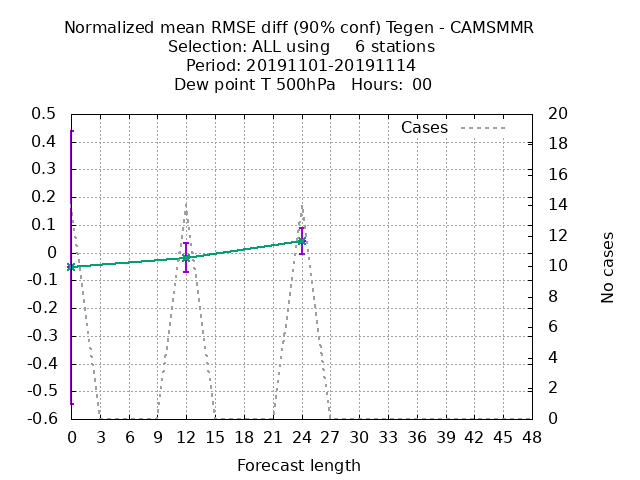 Normalized mean RMSE diff (90% conf) Tegen - CAMSMMR
Selection: ALL using     6 stations
Period: 20191101-20191114
Dew point T 500hPa   Hours:  00
Cases
0.5
0.4
0.3
0.2
0.1
0
-0.1
-0.2
-0.3
-0.4
-0.5
-0.6
20
18
16
14
12
10
8
6
4
2
0
No cases
0 3 6 9 12 15 18 21 24 27 30 33 36 39 42 45 48
Forecast length